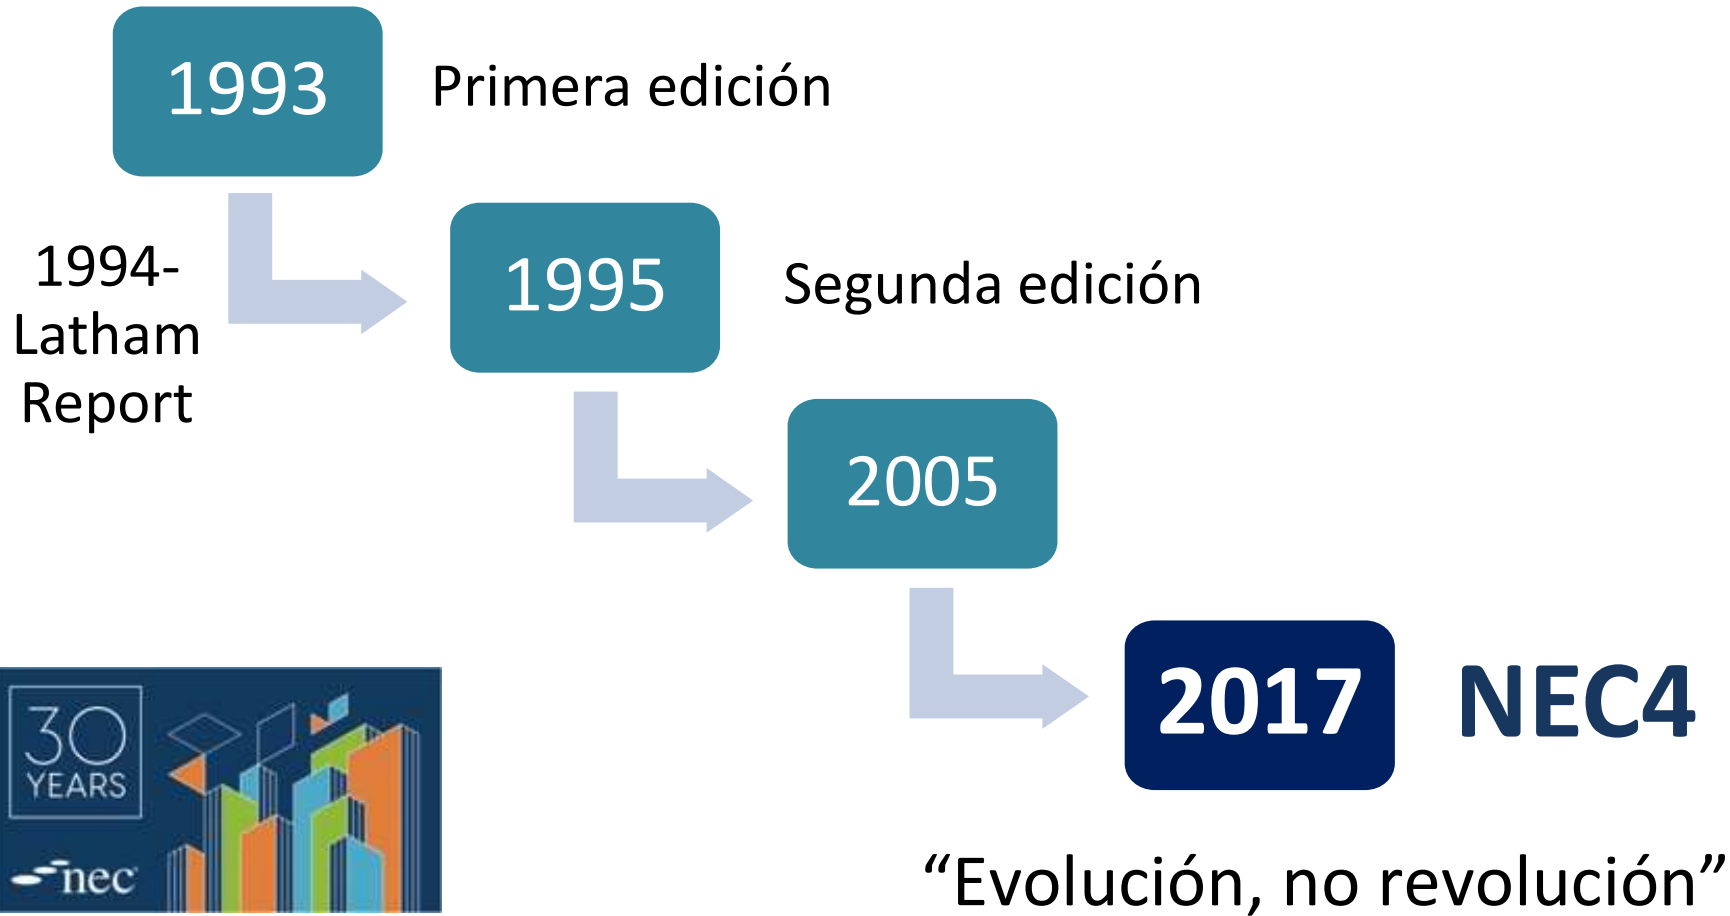 1993
Primera edición
1994-
Latham
Report
1995
Segunda edición
2005
2017
NEC4
30
YEARS
nec
“Evolución, no revolución”